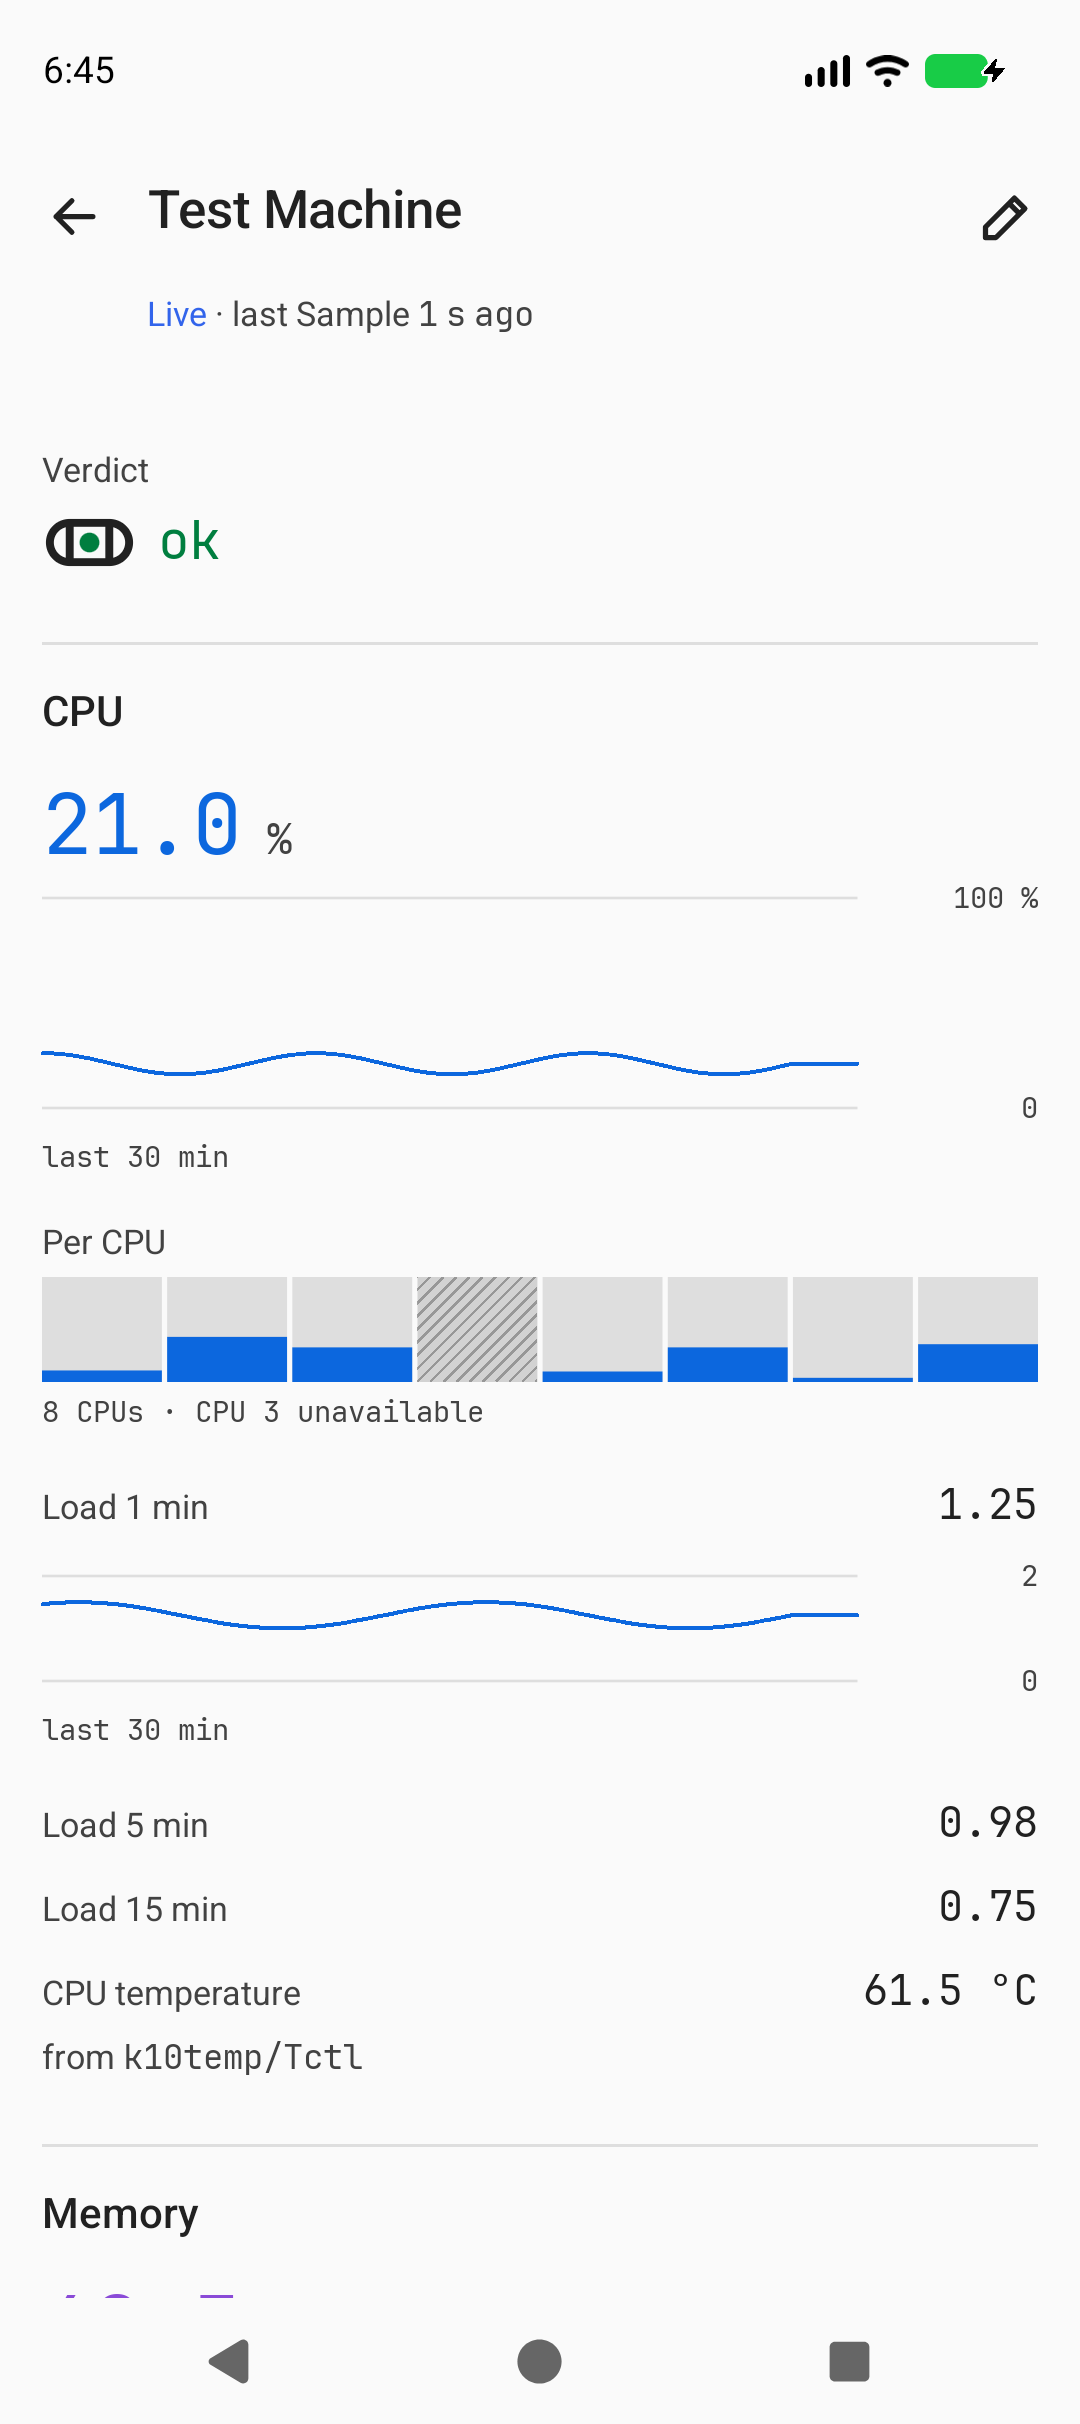 6:45
Test Machine
Live · last Sample 1 s ago
Verdict
ok
CPU
21.0 %
100 %
0
last 30 min
Per CPU
8 CPUs · CPU 3 unavailable
Load 1 min 1.25
2
0
last 30 min
Load 5 min 0.98
Load 15 min 0.75
CPU temperature 61.5 °C
from k10temp/Tctl
Memory